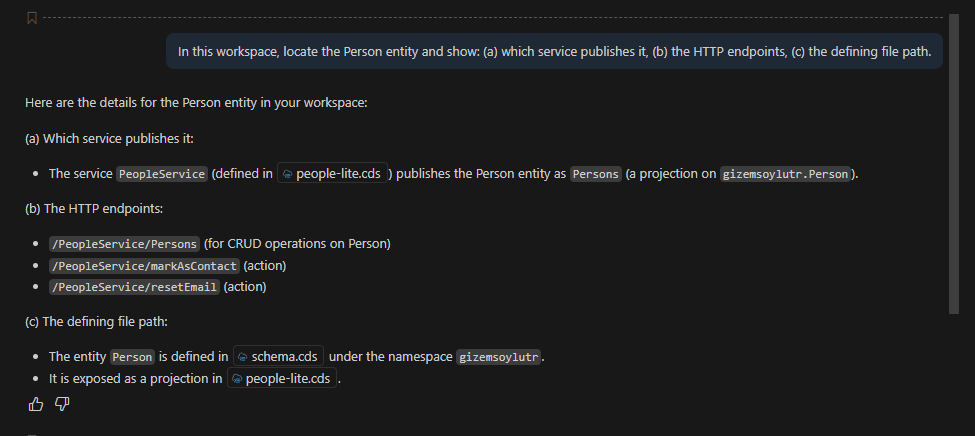 In this workspace, locate the Person entity and show: (a) which service publishes it, (b) the HTTP endpoints, (c) the defining file path.
Here are the details for the Person entity in your workspace:
(a) Which service publishes it:
• The service PeopleService (defined in people-lite.cds ) publishes the Person entity as Persons (a projection on gizemsoylutr.Person ).
(b) The HTTP endpoints:
• /PeopleService/Persons (for CRUD operations on Person)
• /PeopleService/markAsContact (action)
• /PeopleService/resetEmail (action)
(c) The defining file path:
• The entity Person is defined in schema.cds under the namespace gizemsoylutr .
• It is exposed as a projection in people-lite.cds .